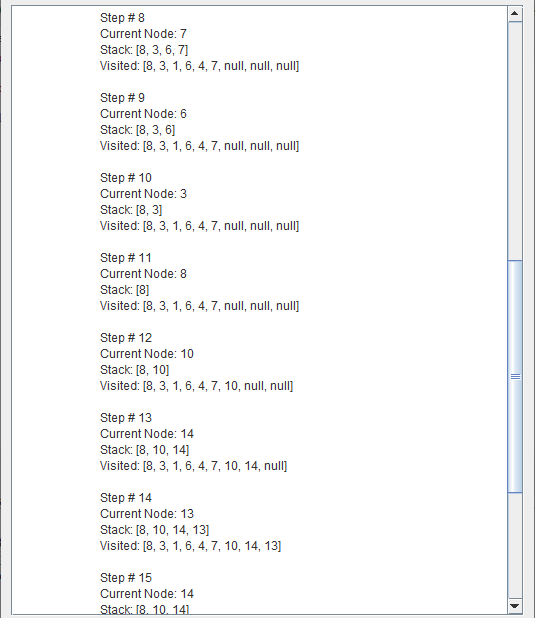 Step # 8
Current Node: 7
Stack: [8, 3, 6, 7]
Visited: [8, 3, 1, 6, 4, 7, null, null, null]
Step # 9
Current Node: 6
Stack: [8, 3, 6]
Visited: [8, 3, 1, 6, 4, 7, null, null, null]
Step # 10
Current Node: 3
Stack: [8, 3]
Visited: [8, 3, 1, 6, 4, 7, null, null, null]
Step # 11
Current Node: 8
Stack: [8]
Visited: [8, 3, 1, 6, 4, 7, null, null, null]
Step # 12
Current Node: 10
Stack: [8, 10]
Visited: [8, 3, 1, 6, 4, 7, 10, null, null]
Step # 13
Current Node: 14
Stack: [8, 10, 14]
Visited: [8, 3, 1, 6, 4, 7, 10, 14, null]
Step # 14
Current Node: 13
Stack: [8, 10, 14, 13]
Visited: [8, 3, 1, 6, 4, 7, 10, 14, 13]
Step # 15
Current Node: 14
Stack: [8, 10, 14]